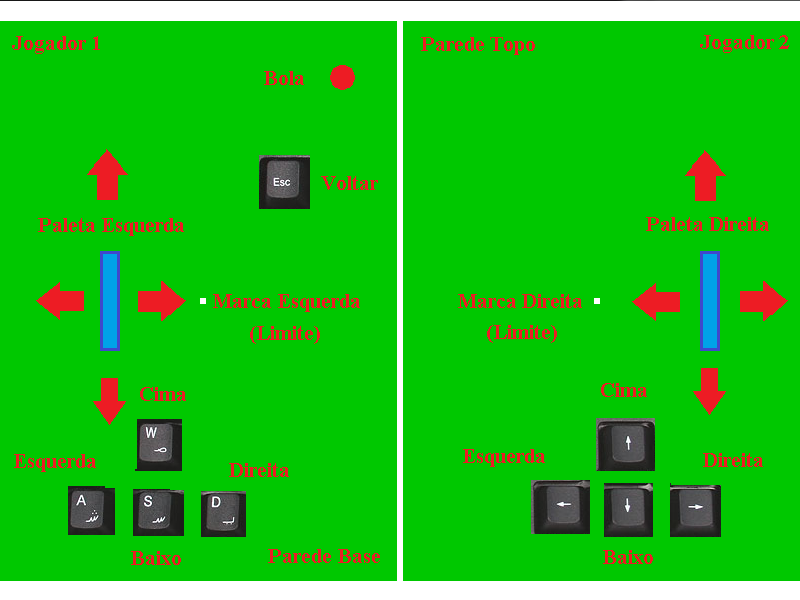 Jogador 1
Bola
Esc
Voltar
Paleta Esquerda
Marca Esquerda
(Limite)
Cima
W
Esquerda
Direita
A
S
D
Baixo
Parede Base
Parede Topo
Jogador 2
Paleta Direita
Marca Direita
(Limite)
Cima
Esquerda
Direita
Baixo